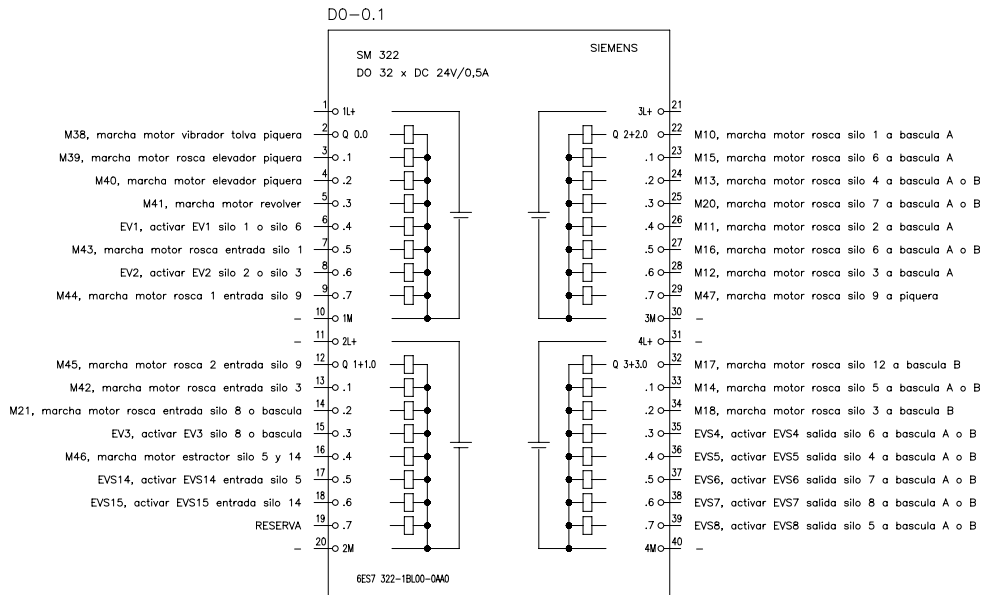 DO-0.1
SM 322
DO 32 x DC 24V/0,5A
SIEMENS
1 1L+
M38, marcha motor vibrador tolva piquera 2 Q 0.0
M39, marcha motor rosca elevador piquera 3 .1
M40, marcha motor elevador piquera 4 .2
M41, marcha motor revolver 5 .3
EV1, activar EV1 silo 1 o silo 6 6 .4
M43, marcha motor rosca entrada silo 1 7 .5
EV2, activar EV2 silo 2 o silo 3 8 .6
M44, marcha motor rosca 1 entrada silo 9 9 .7
- 10 1M
- 11 2L+
M45, marcha motor rosca 2 entrada silo 9 12 Q 1+1.0
M42, marcha motor rosca entrada silo 3 13 .1
M21, marcha motor rosca entrada silo 8 o bascula 14 .2
EV3, activar EV3 silo 8 o bascula 15 .3
M46, marcha motor estractor silo 5 y 14 16 .4
EVS14, activar EVS14 entrada silo 5 17 .5
EVS15, activar EVS15 entrada silo 14 18 .6
RESERVA 19 .7
- 20 2M
3L+ 21
Q 2+2.0 22 M10, marcha motor rosca silo 1 a bascula A
.1 23 M15, marcha motor rosca silo 6 a bascula A
.2 24 M13, marcha motor rosca silo 4 a bascula A o B
.3 25 M20, marcha motor rosca silo 7 a bascula A o B
.4 26 M11, marcha motor rosca silo 2 a bascula A
.5 27 M16, marcha motor rosca silo 6 a bascula A o B
.6 28 M12, marcha motor rosca silo 3 a bascula A
.7 29 M47, marcha motor rosca silo 9 a piquera
3M 30 -
4L+ 31 -
Q 3+3.0 32 M17, marcha motor rosca silo 12 a bascula B
.1 33 M14, marcha motor rosca silo 5 a bascula A o B
.2 34 M18, marcha motor rosca silo 3 a bascula B
.3 35 EVS4, activar EVS4 salida silo 6 a bascula A o B
.4 36 EVS5, activar EVS5 salida silo 4 a bascula A o B
.5 37 EVS6, activar EVS6 salida silo 7 a bascula A o B
.6 38 EVS7, activar EVS7 salida silo 8 a bascula A o B
.7 39 EVS8, activar EVS8 salida silo 5 a bascula A o B
4M 40 -
6ES7 322-1BL00-0AA0